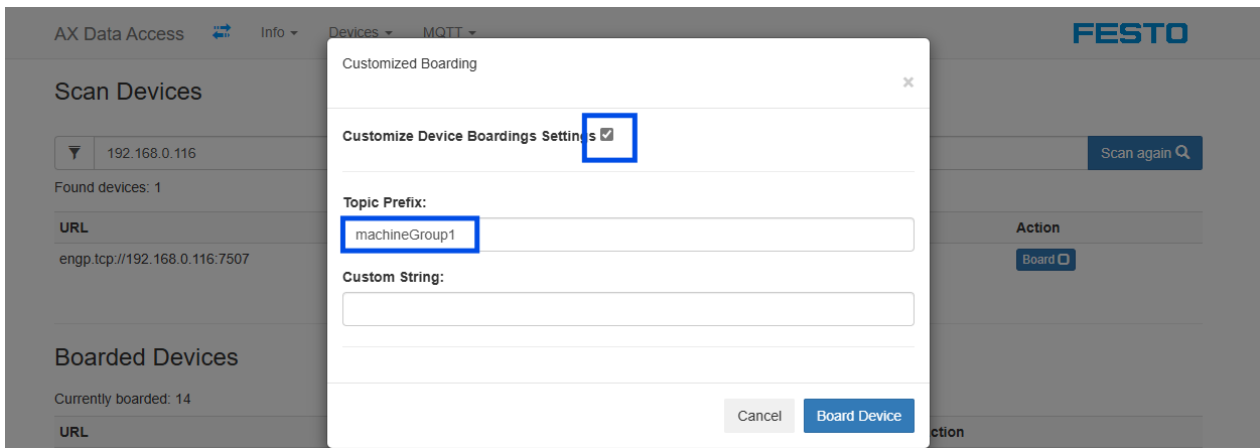 AX Data Access Info Devices MQTT FESTO
Customized Boarding
×
Scan Devices
Customize Device Boardings Settings
192.168.0.116 Scan again
Found devices: 1
Topic Prefix:
URL Action
machineGroup1
engp.tcp://192.168.0.116:7507 Board
Custom String:
Boarded Devices
Currently boarded: 14
Cancel Board Device
URL ction